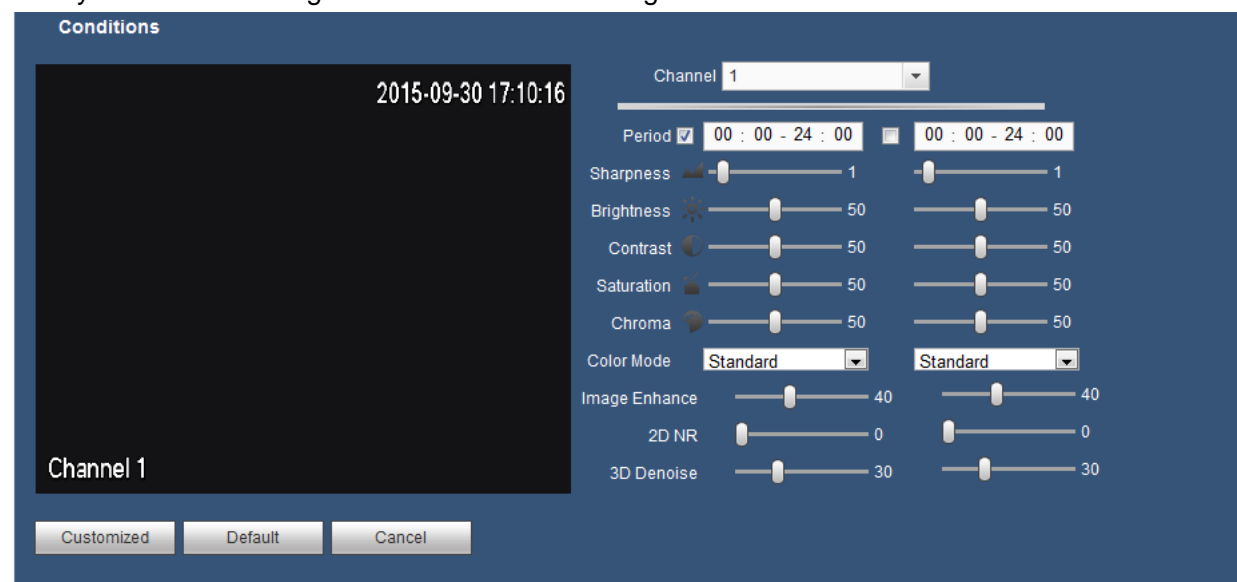 Conditions
2015-09-30 17:10:16
Channel 1
Channel 1
Period 00 : 00 - 24 : 00 00 : 00 - 24 : 00
Sharpness 1 1
Brightness 50 50
Contrast 50 50
Saturation 50 50
Chroma 50 50
Color Mode Standard Standard
Image Enhance 40 40
2D NR 0 0
3D Denoise 30 30
Customized Default Cancel